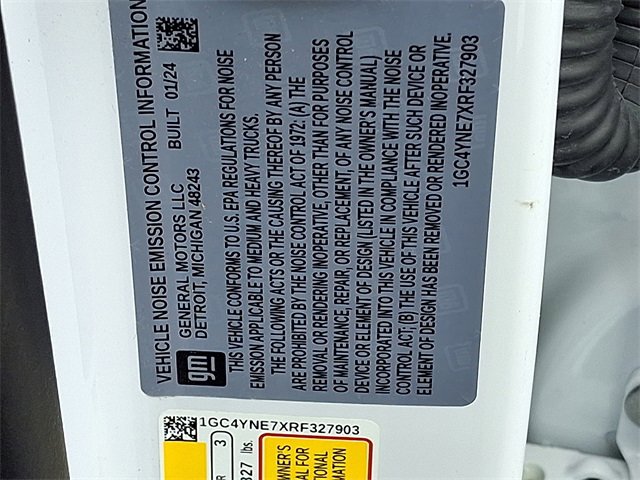 VEHICLE NOISE EMISSION CONTROL INFORMATION
GENERAL MOTORS LLC
DETROIT, MICHIGAN 48243
BUILT 01/24
gm
THIS VEHICLE CONFORMS TO U.S. EPA REGULATIONS FOR NOISE
EMISSION APPLICABLE TO MEDIUM AND HEAVY TRUCKS.
THE FOLLOWING ACTS OR THE CAUSING THEREOF BY ANY PERSON
ARE PROHIBITED BY THE NOISE CONTROL ACT OF 1972: (A) THE
REMOVAL OR RENDERING INOPERATIVE, OTHER THAN FOR PURPOSES
OF MAINTENANCE, REPAIR, OR REPLACEMENT, OF ANY NOISE CONTROL
DEVICE OR ELEMENT OF DESIGN (LISTED IN THE OWNER'S MANUAL)
INCORPORATED INTO THIS VEHICLE IN COMPLIANCE WITH THE NOISE
CONTROL ACT; (B) THE USE OF THIS VEHICLE AFTER SUCH DEVICE OR
ELEMENT OF DESIGN HAS BEEN REMOVED OR RENDERED INOPERATIVE.
1GC4YNE7XRF327903
1GC4YNE7XRF327903
3
327 lbs.